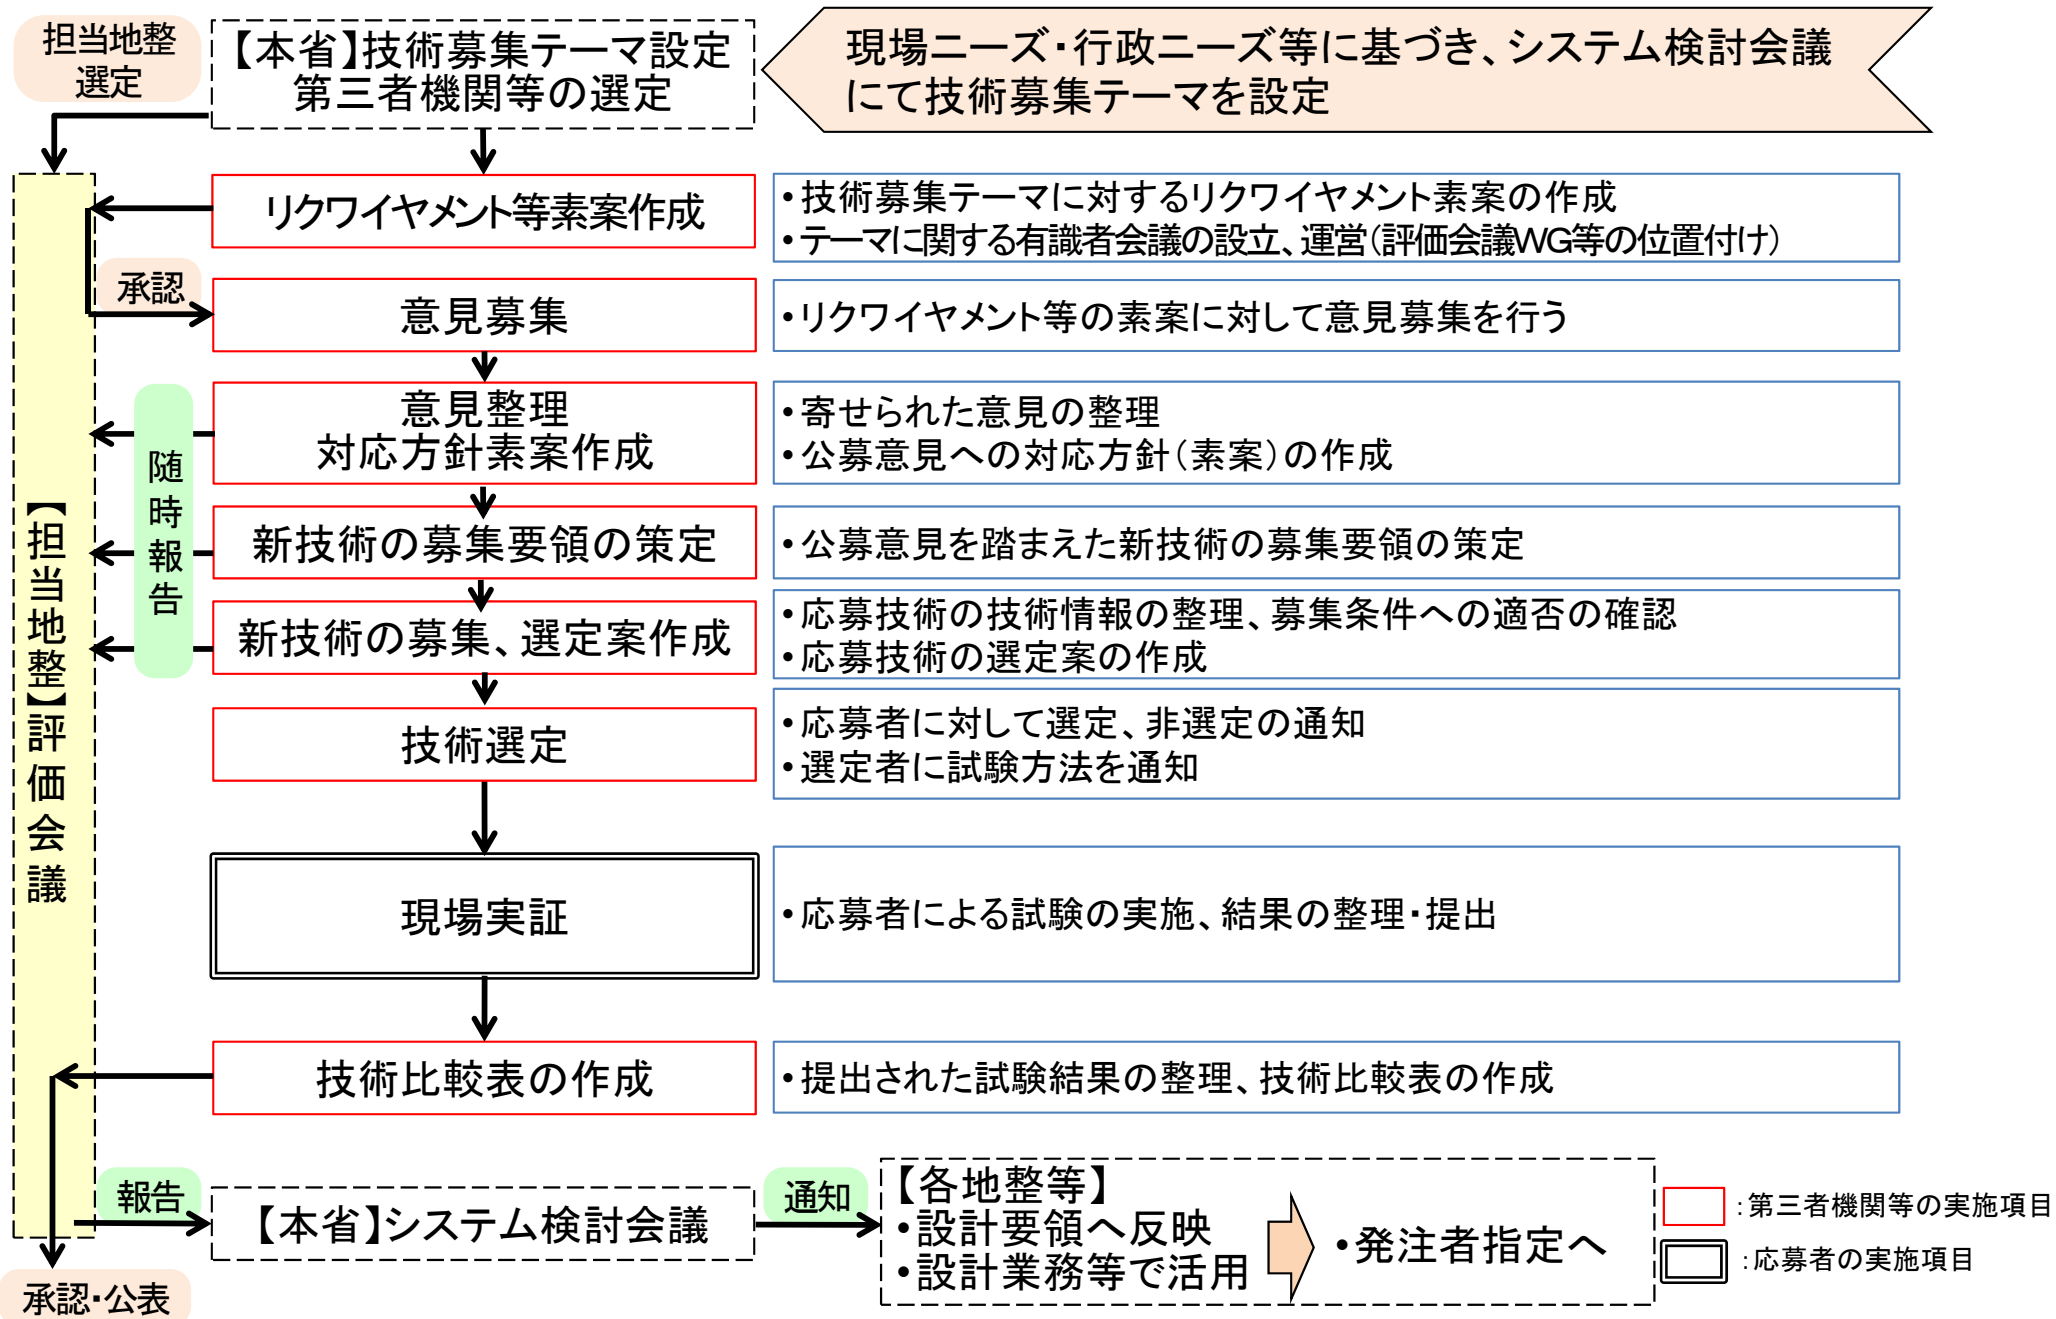 担当地整
選定
【本省】技術募集テーマ設定
第三者機関等の選定
現場ニーズ・行政ニーズ等に基づき、システム検討会議
にて技術募集テーマを設定
リクワイヤメント等素案作成
・技術募集テーマに対するリクワイヤメント素案の作成
・テーマに関する有識者会議の設立、運営（評価会議WG等の位置付け）
承認
意見募集
・リクワイヤメント等の素案に対して意見募集を行う
意見整理
対応方針素案作成
・寄せられた意見の整理
・公募意見への対応方針（素案）の作成
随時報告
【担当地整】評価会議
新技術の募集要領の策定
・公募意見を踏まえた新技術の募集要領の策定
新技術の募集、選定案作成
・応募技術の技術情報の整理、募集条件への適否の確認
・応募技術の選定案の作成
技術選定
・応募者に対して選定、非選定の通知
・選定者に試験方法を通知
現場実証
・応募者による試験の実施、結果の整理・提出
技術比較表の作成
・提出された試験結果の整理、技術比較表の作成
報告
【本省】システム検討会議
通知
【各地整等】
・設計要領へ反映
・設計業務等で活用
・発注者指定へ
：第三者機関等の実施項目
：応募者の実施項目
承認・公表